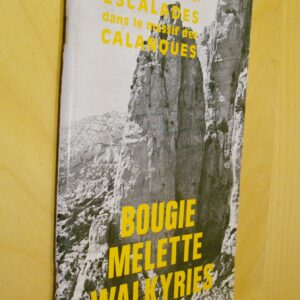 ESCALADES
dans le massif des
CALANQUES
BOUGIE
MELETTE
WALKYRIES